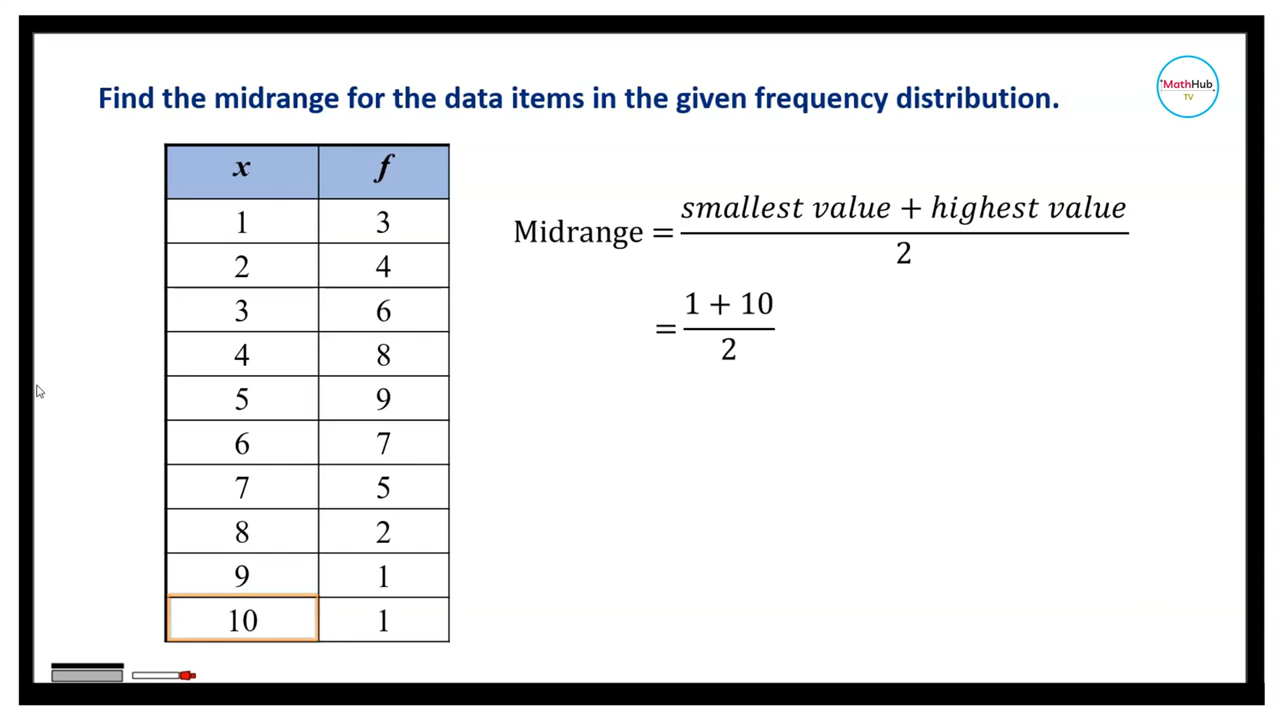 Find the midrange for the data items in the given frequency distribution.
MathHub
TV
x f
1 3
2 4
3 6
4 8
5 9
6 7
7 5
8 2
9 1
10 1
Midrange = smallest value + highest value
2
= 1 + 10
2